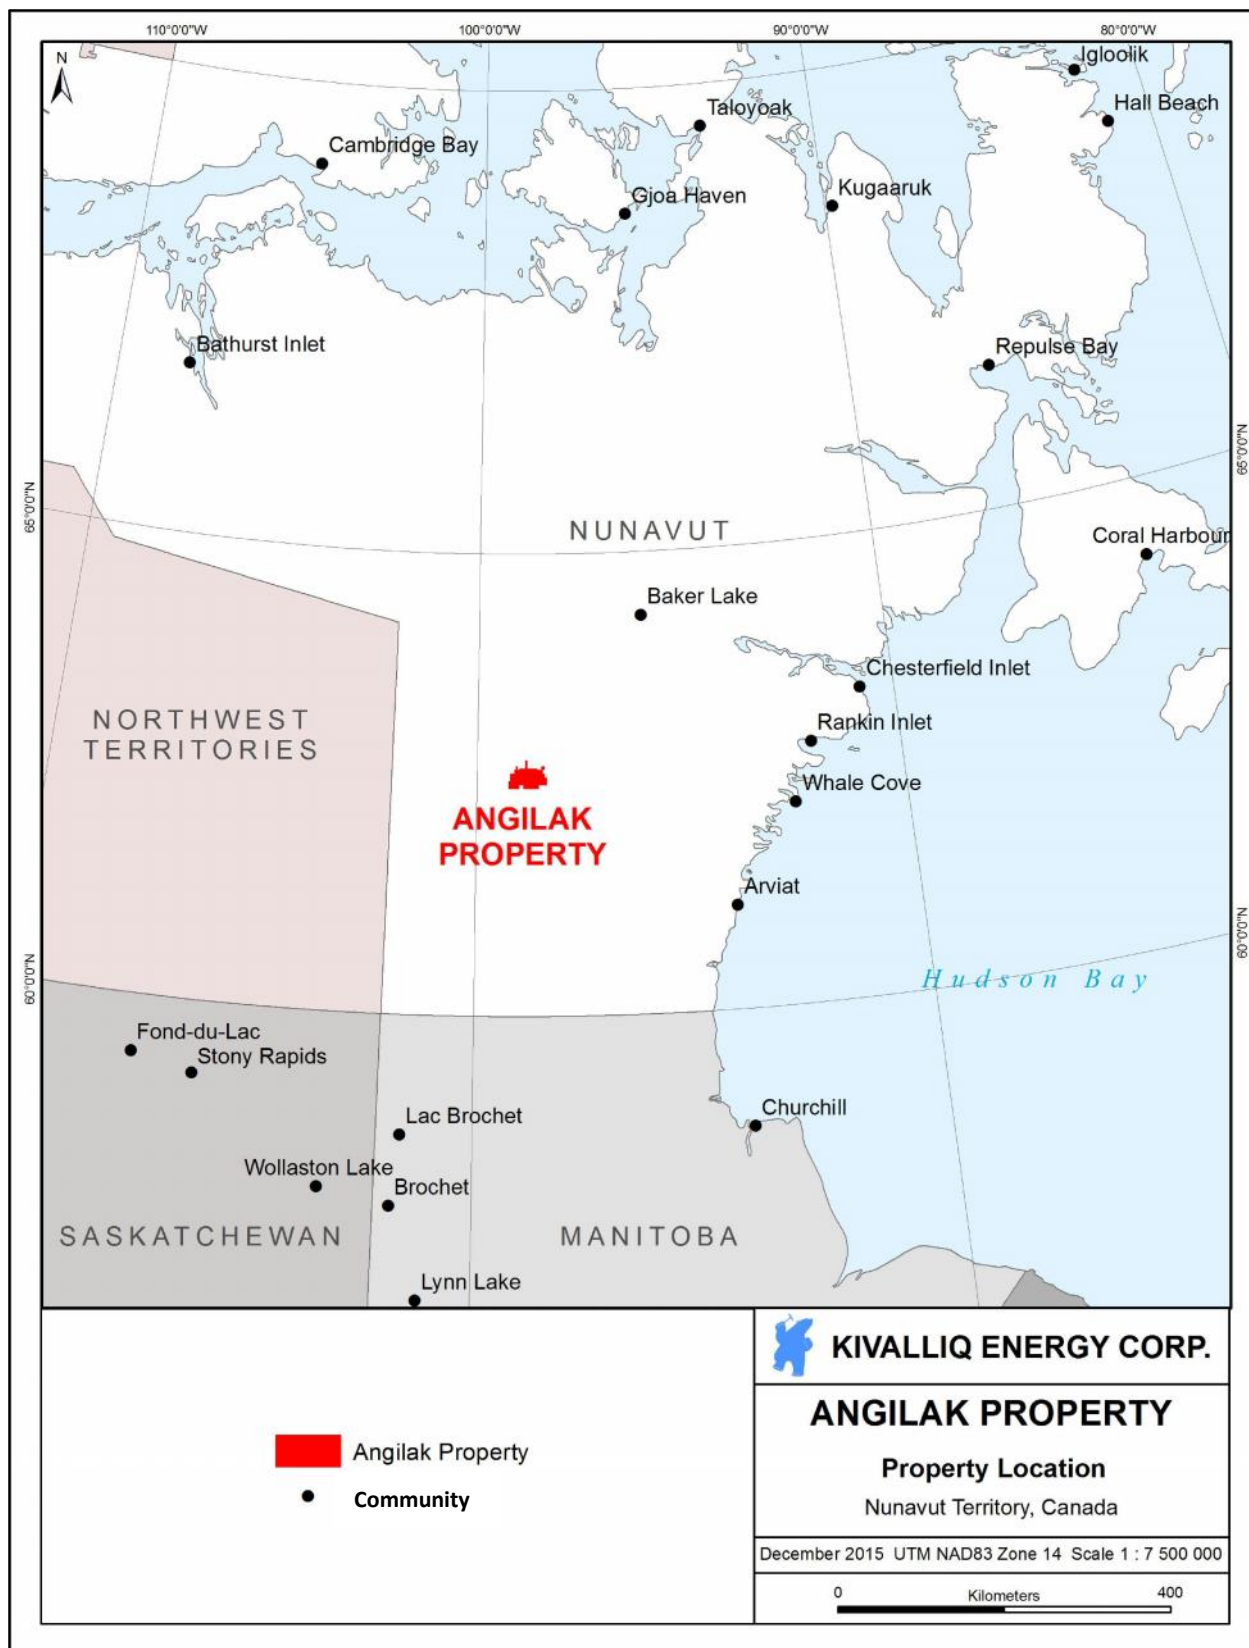 110°0'0"W
100°0'0"W
90°0'0"W
80°0'0"W
N
Igloolik
Hall Beach
Taloyoak
Cambridge Bay
Gjoa Haven
Kugaaruk
Bathurst Inlet
Repulse Bay
65°0'0"N
65°0'0"N
NUNAVUT
Coral Harbour
Baker Lake
Chesterfield Inlet
NORTHWEST
TERRITORIES
Rankin Inlet
Whale Cove
ANGILAK
PROPERTY
Arviat
60°0'0"N
60°0'0"N
Hudson Bay
Fond-du-Lac
Stony Rapids
Lac Brochet
Churchill
Wollaston Lake
Brochet
SASKATCHEWAN
MANITOBA
Lynn Lake
KIVALLIQ ENERGY CORP.
ANGILAK PROPERTY
Property Location
Nunavut Territory, Canada
Angilak Property
Community
December 2015 UTM NAD83 Zone 14 Scale 1 : 7 500 000
0 Kilometers 400